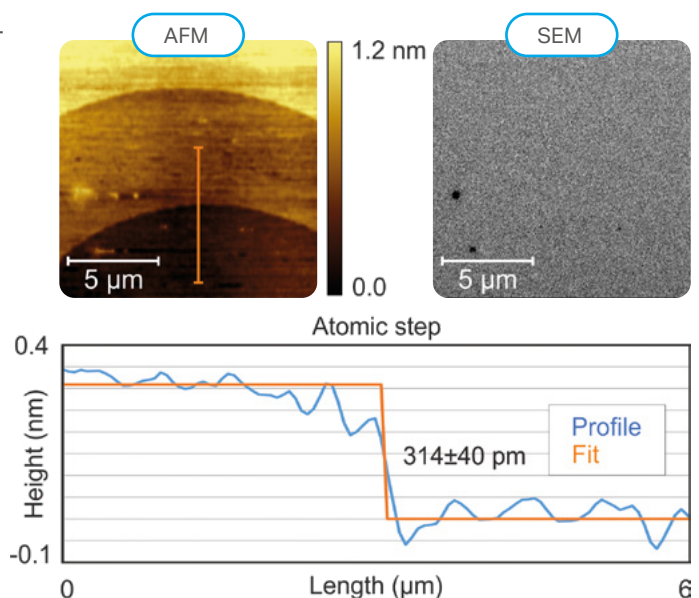 AFM
SEM
1.2 nm
0.0
5 µm
5 µm
Atomic step
0.4
Height (nm)
-0.1
314±40 pm
Profile
Fit
0
Length (µm)
6